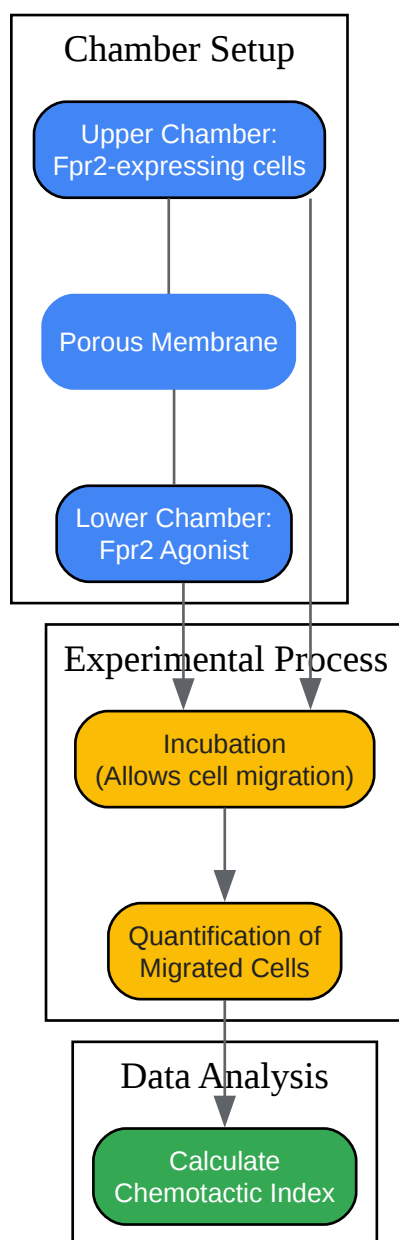 Chamber Setup
Upper Chamber:
Fpr2-expressing cells
Porous Membrane
Lower Chamber:
Fpr2 Agonist
Experimental Process
Incubation
(Allows cell migration)
Quantification of
Migrated Cells
Data Analysis
Calculate
Chemotactic Index